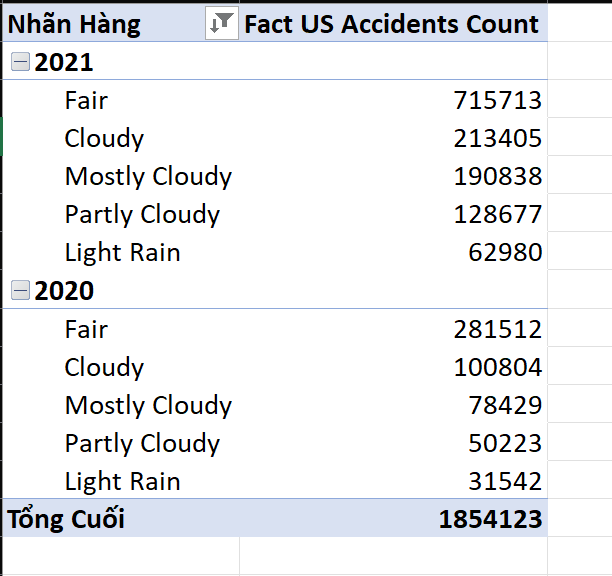 Nhãn Hàng Fact US Accidents Count
2021
Fair 715713
Cloudy 213405
Mostly Cloudy 190838
Partly Cloudy 128677
Light Rain 62980
2020
Fair 281512
Cloudy 100804
Mostly Cloudy 78429
Partly Cloudy 50223
Light Rain 31542
Tổng Cuối 1854123